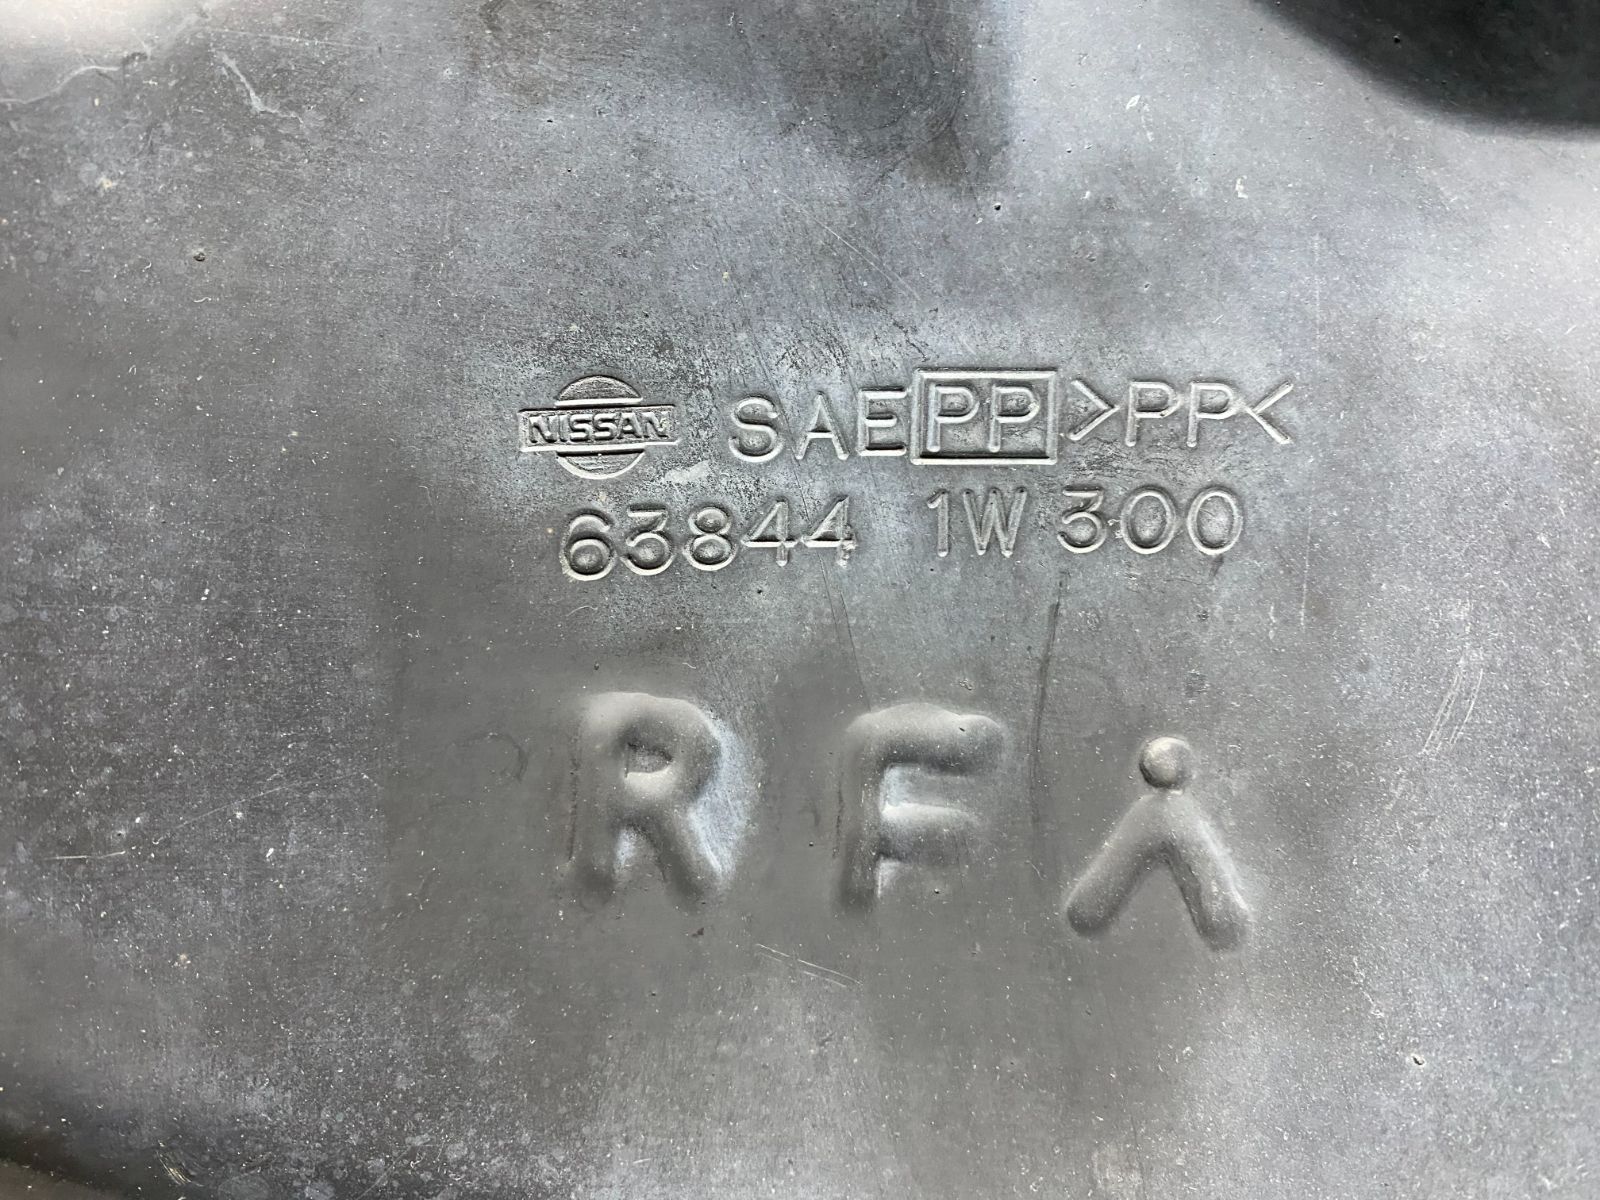 NISSAN SAE PP >PP<
63844 1W300
R F